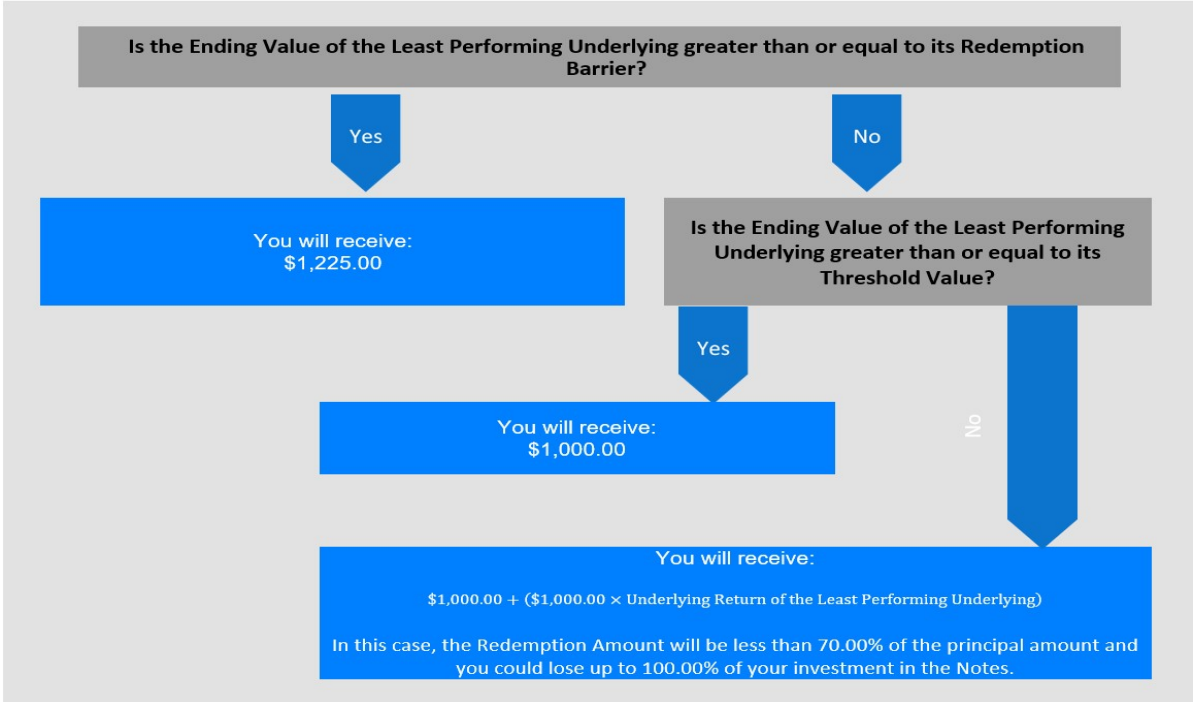 Is the Ending Value of the Least Performing Underlying greater than or equal to its Redemption
Barrier?
Yes
No
You will receive:
$1,225.00
Is the Ending Value of the Least Performing
Underlying greater than or equal to its
Threshold Value?
Yes
No
You will receive:
$1,000.00
You will receive:
$1,000.00 + ($1,000.00 × Underlying Return of the Least Performing Underlying)
In this case, the Redemption Amount will be less than 70.00% of the principal amount and
you could lose up to 100.00% of your investment in the Notes.